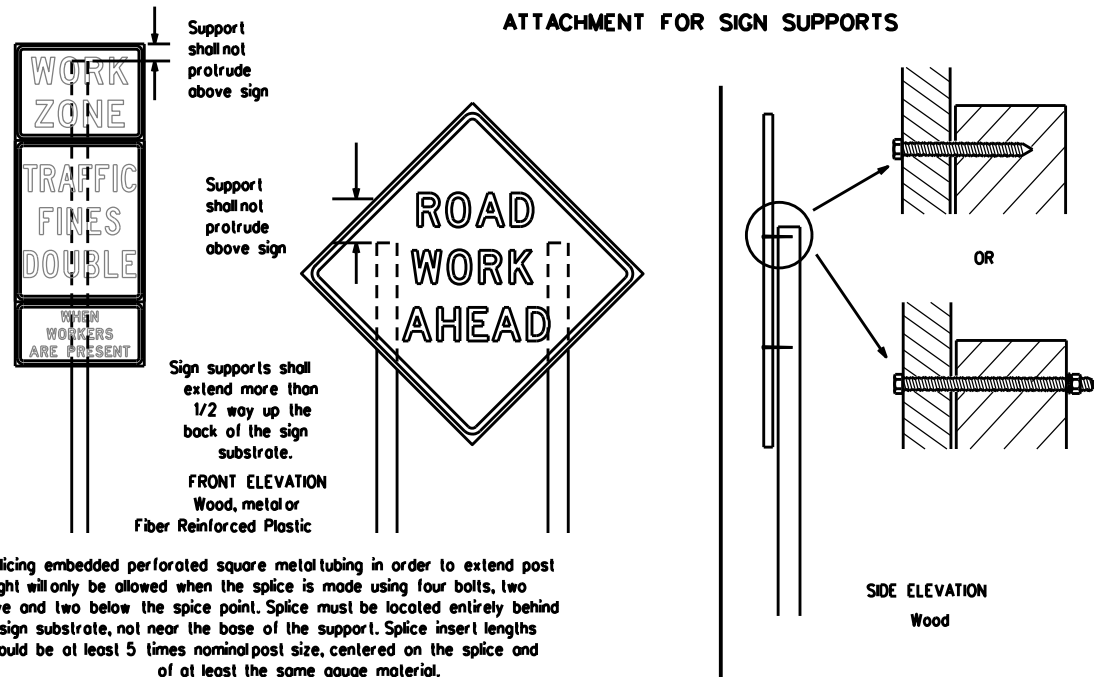 ATTACHMENT FOR SIGN SUPPORTS
Support
shall not
protrude
above sign
WORK
ZONE
TRAFFIC
FINES
DOUBLE
WHEN
WORKERS
ARE PRESENT
Support
shall not
protrude
above sign
ROAD
WORK
AHEAD
Sign supports shall
extend more than
1/2 way up the
back of the sign
substrate.
FRONT ELEVATION
Wood, metal or
Fiber Reinforced Plastic
OR
SIDE ELEVATION
Wood
licing embedded perforated square metal tubing in order to extend post
ght will only be allowed when the splice is made using four bolts, two
ve and two below the spice point. Splice must be located entirely behind
sign substrate, not near the base of the support. Splice insert lengths
ould be at least 5 times nominal post size, centered on the splice and
of at least the same gauge material.